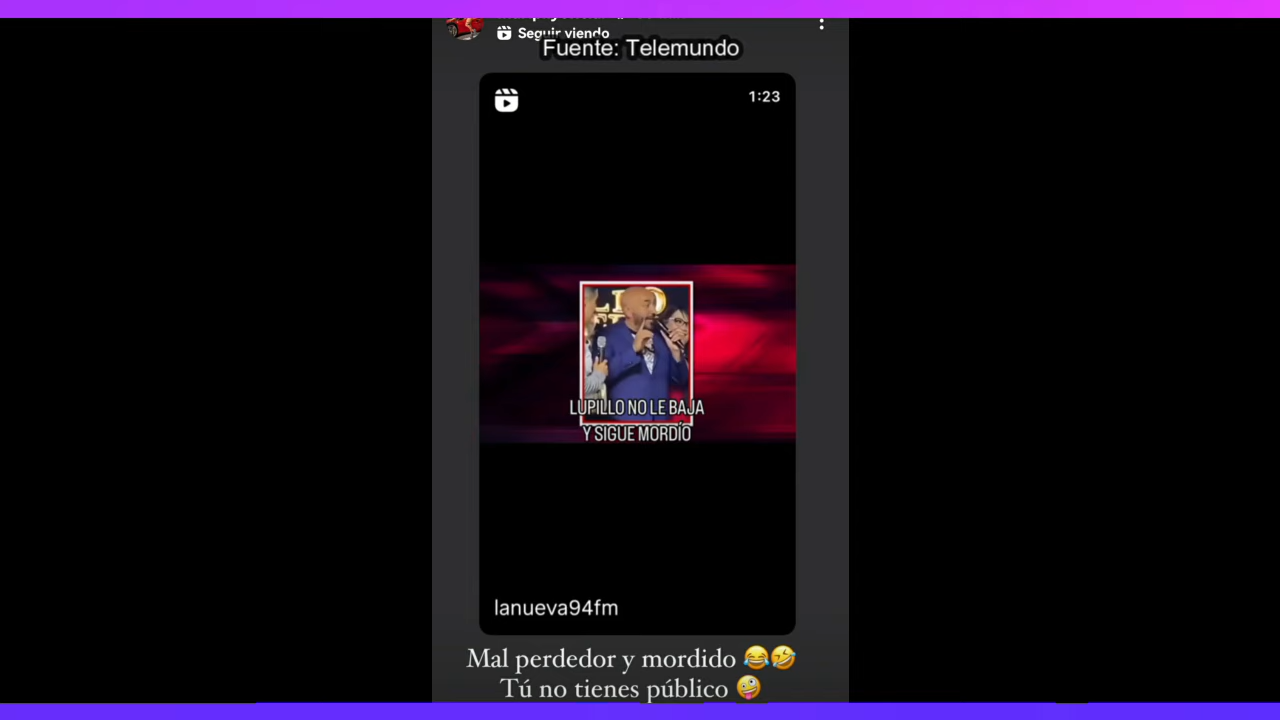 Seguir viendo
Fuente: Telemundo
1:23
LUPILLO NO LE BAJA
Y SIGUE MORDÍO
lanueva94fm
Mal perdedor y mordido 😂🤣
Tú no tienes público 🤪